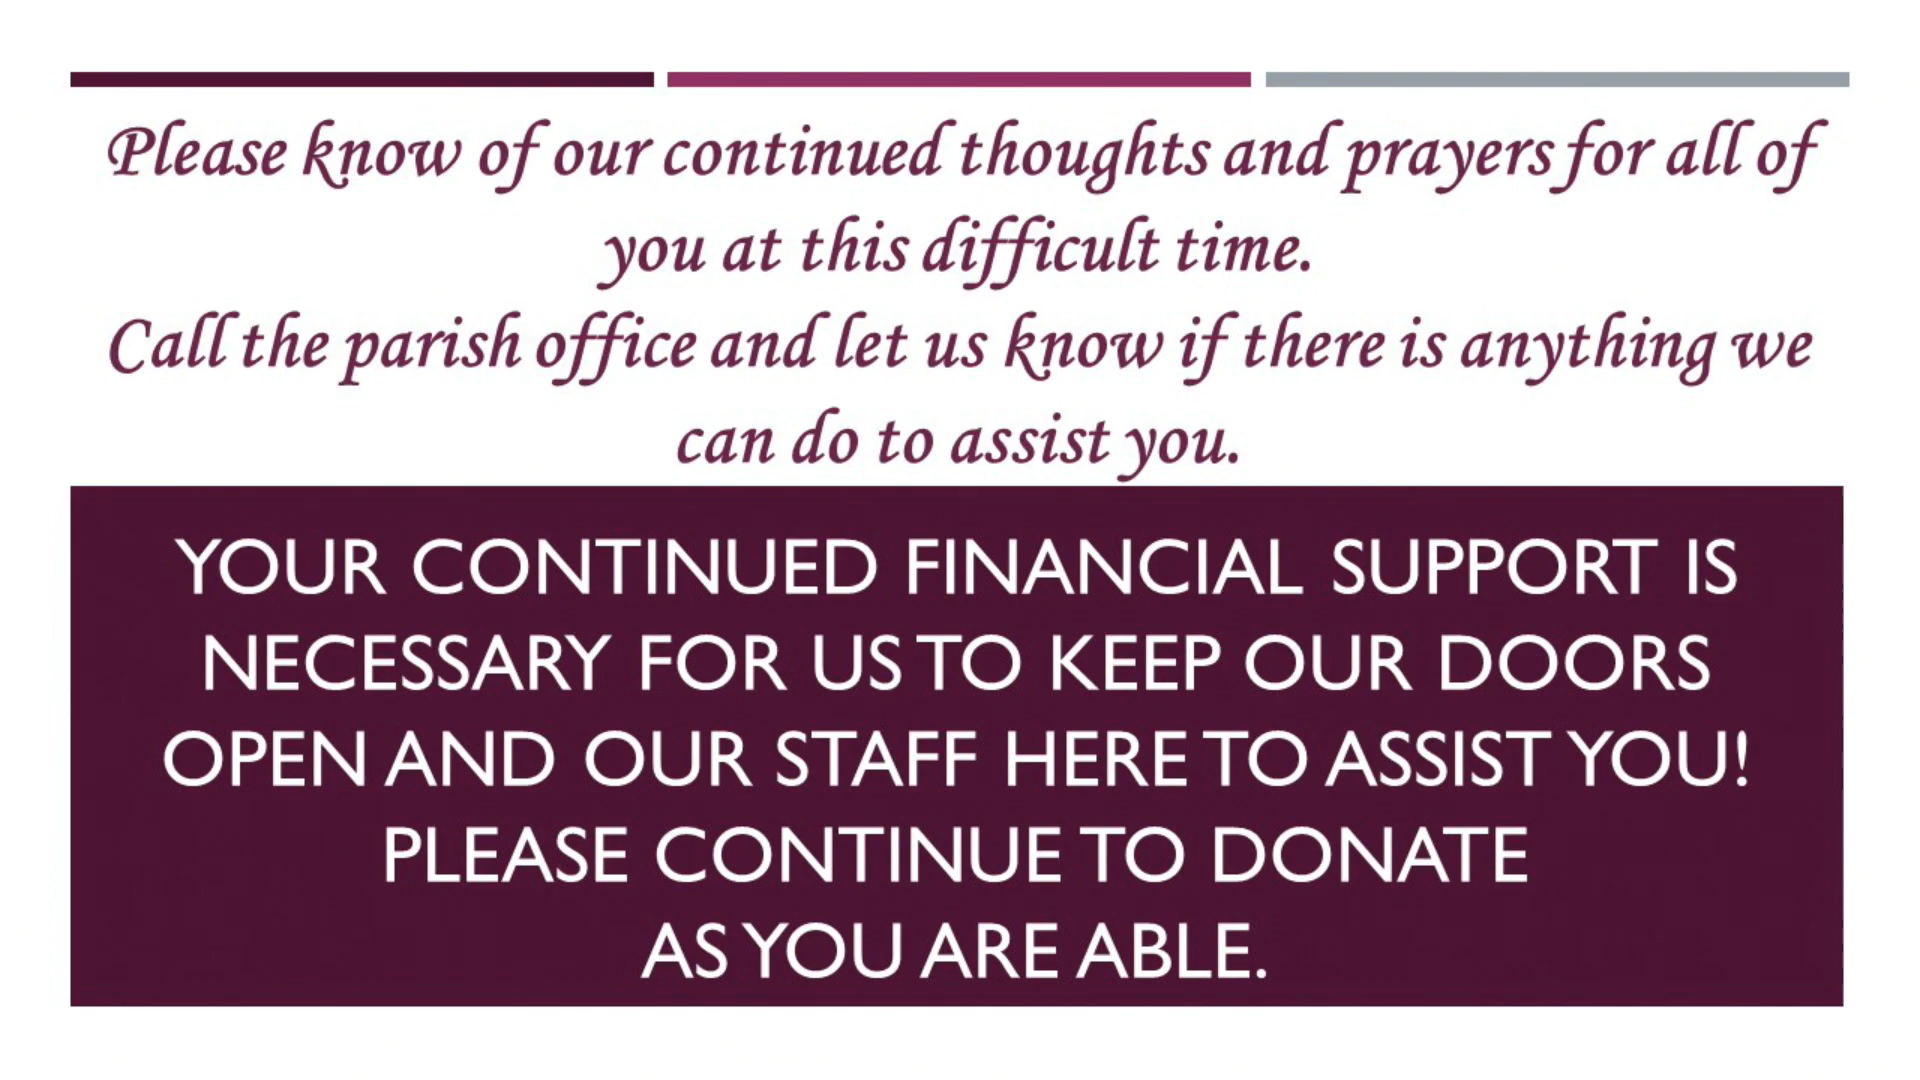 Please know of our continued thoughts and prayers for all of
you at this difficult time.
Call the parish office and let us know if there is anything we
can do to assist you.
YOUR CONTINUED FINANCIAL SUPPORT IS
NECESSARY FOR US TO KEEP OUR DOORS
OPEN AND OUR STAFF HERE TO ASSIST YOU!
PLEASE CONTINUE TO DONATE
AS YOU ARE ABLE.